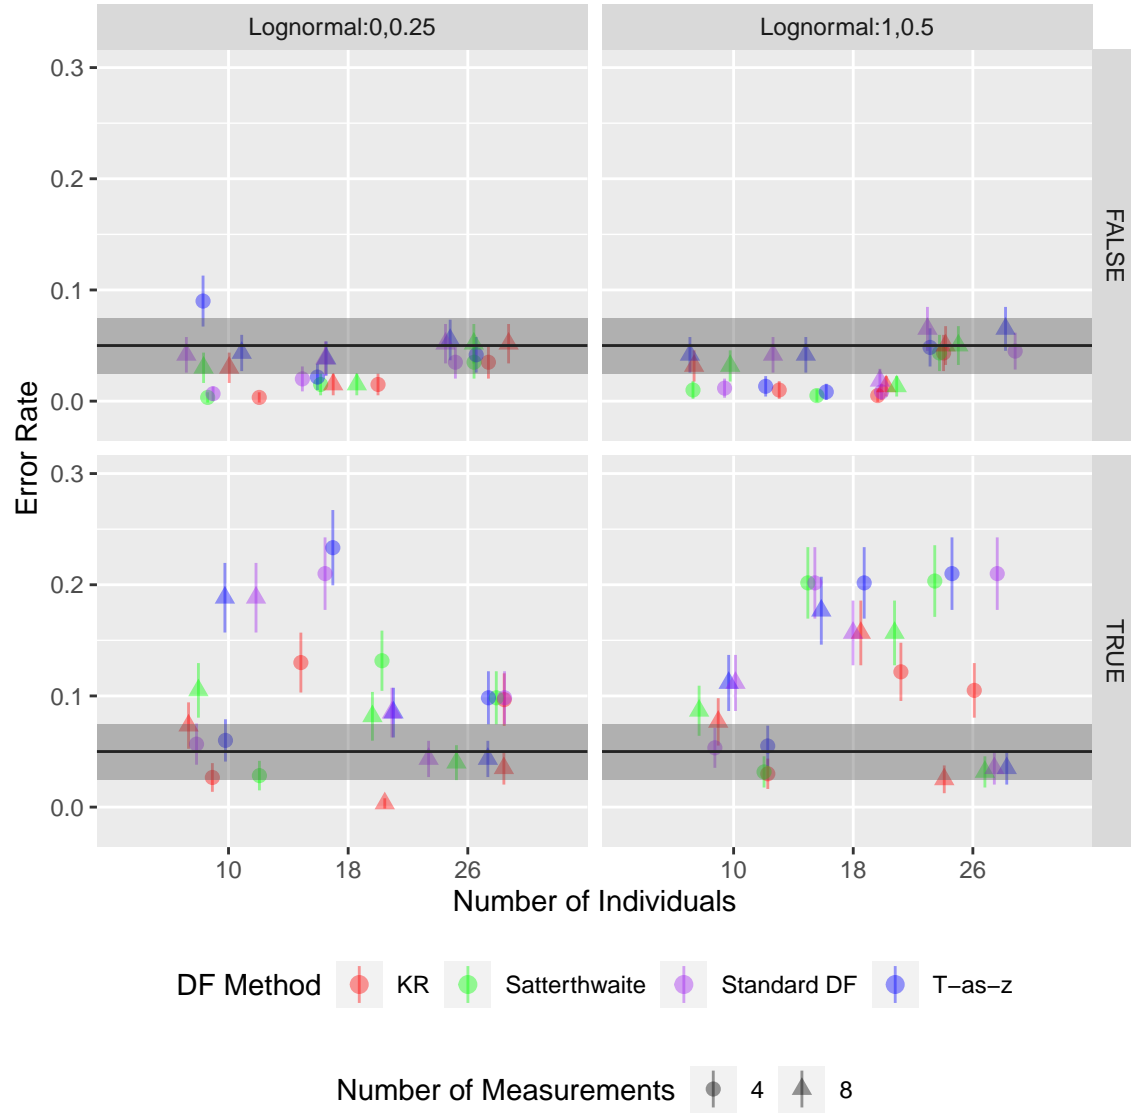 Lognormal:0,0.25 Lognormal:1,0.5
0.3
0.2
0.1
0.0
FALSE
Error Rate
0.3
0.2
0.1
0.0
TRUE
10 18 26 10 18 26
Number of Individuals
DF Method KR Satterthwaite Standard DF T−as−z
Number of Measurements 4 8